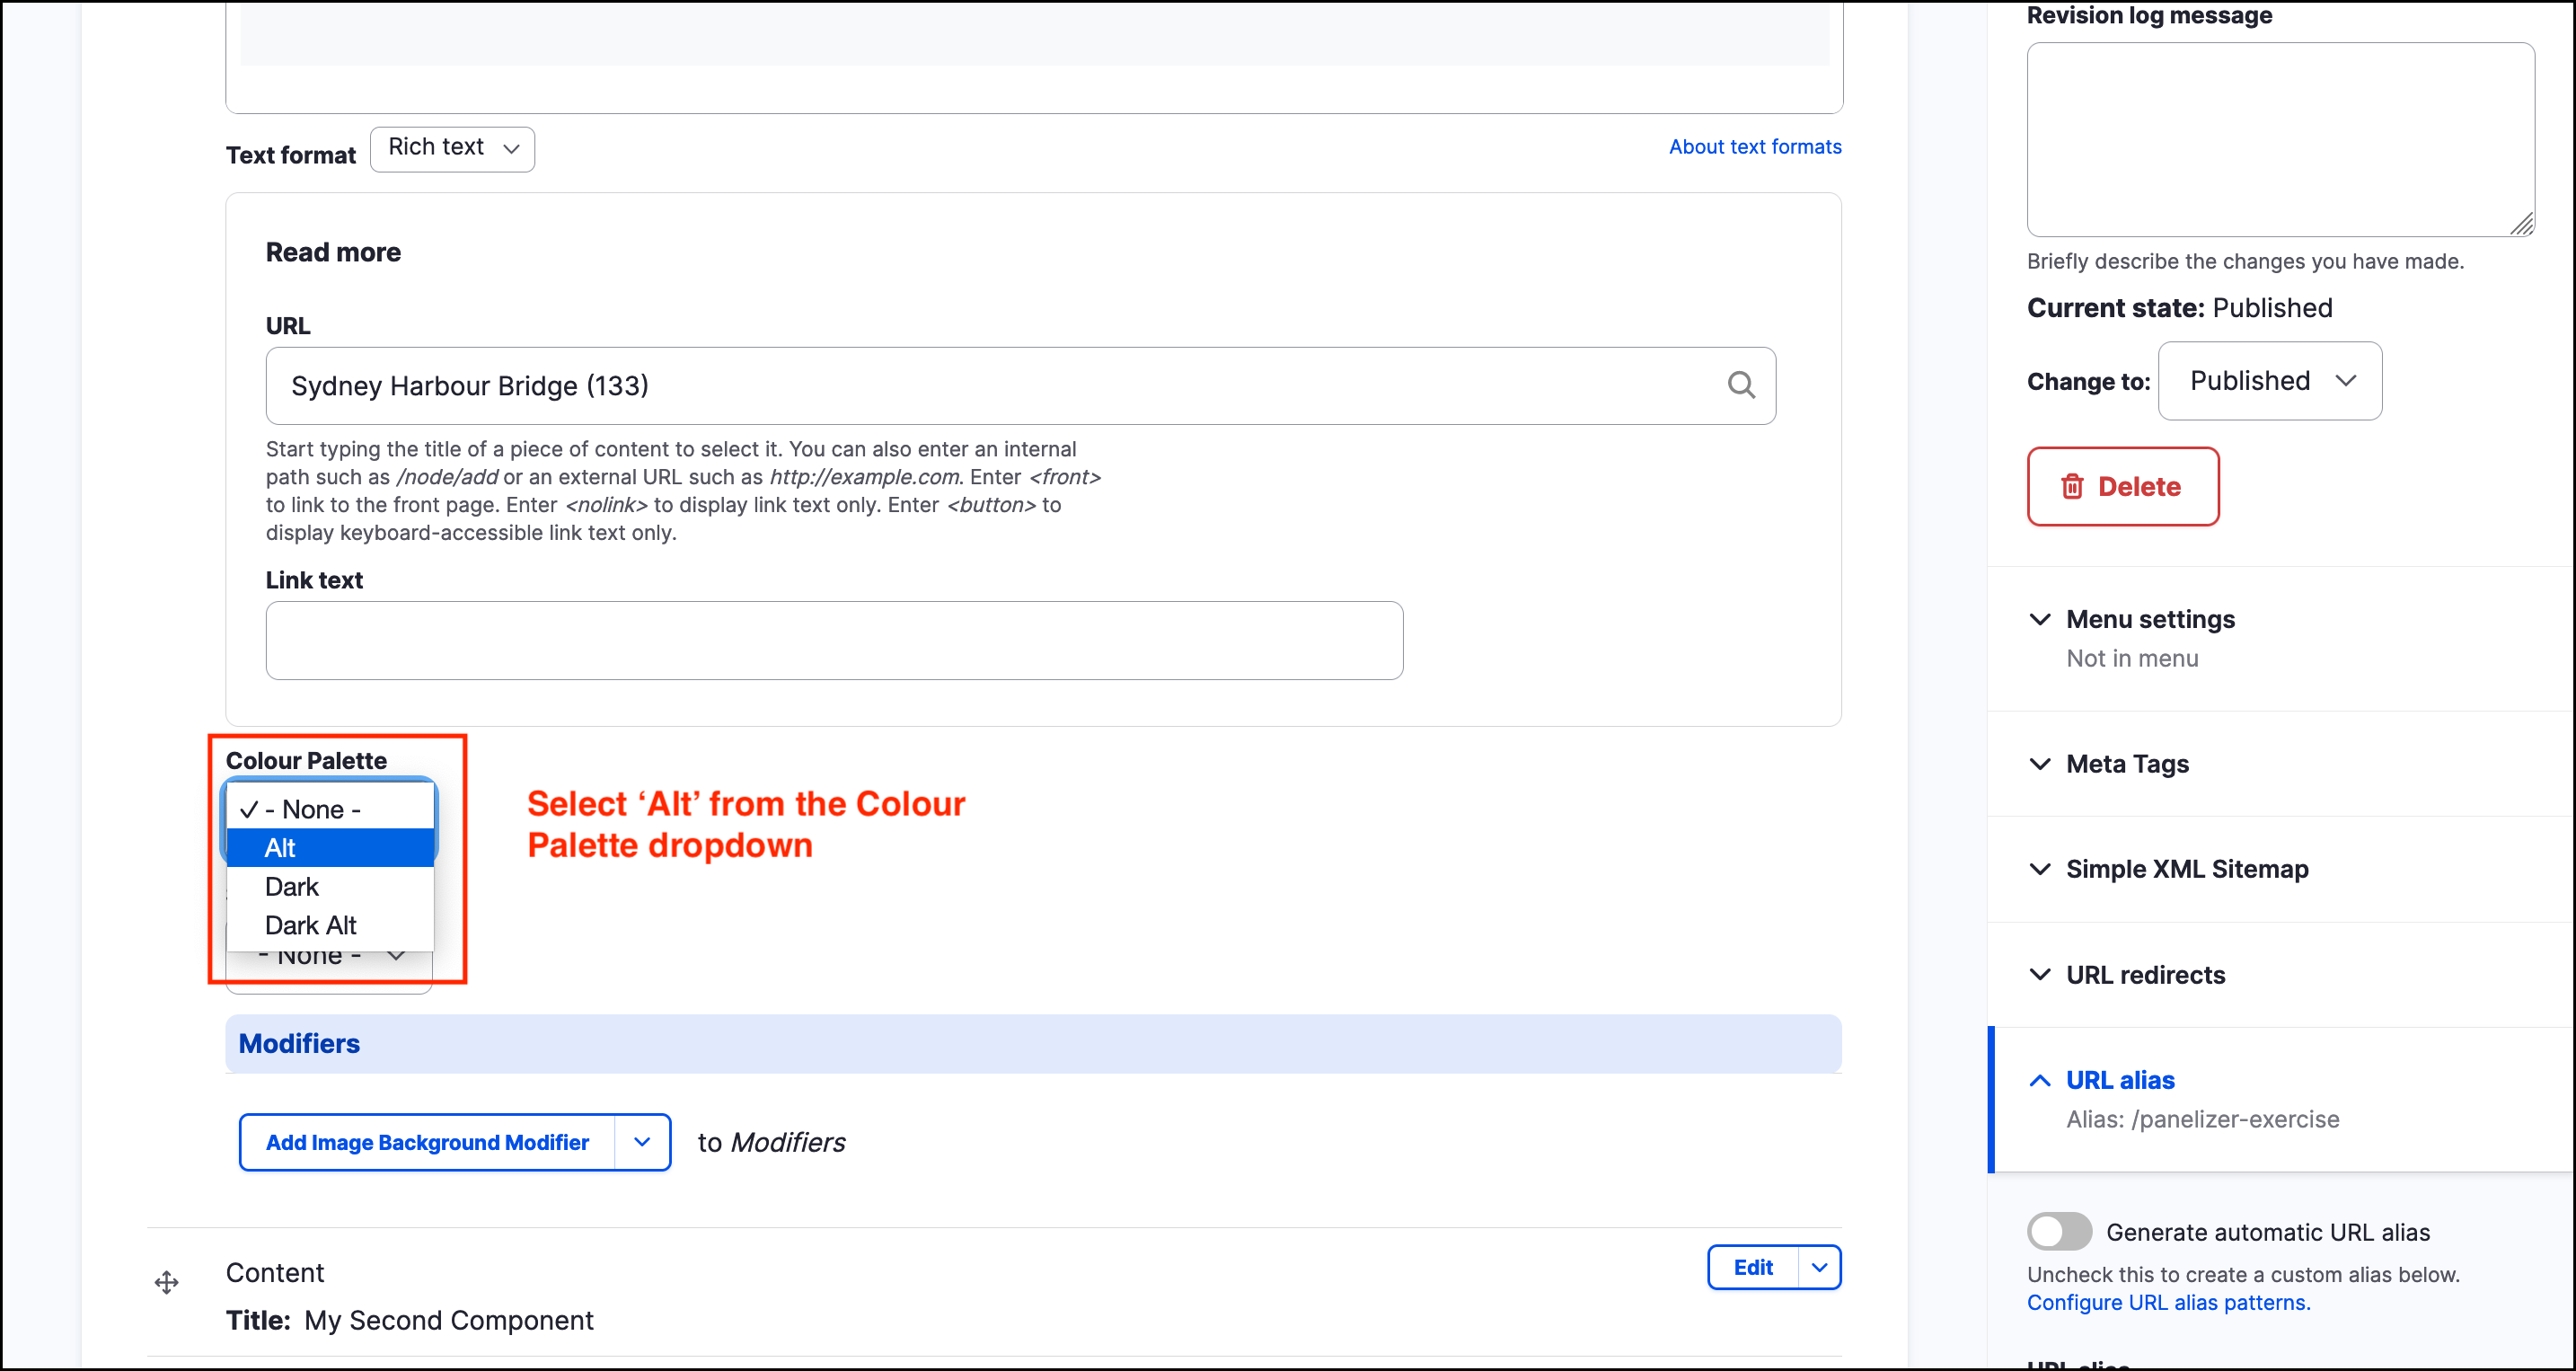 Text format
Rich text
About text formats
Read more
URL
Sydney Harbour Bridge (133)
Start typing the title of a piece of content to select it. You can also enter an internal
path such as /node/add or an external URL such as http://example.com. Enter <front>
to link to the front page. Enter <nolink> to display link text only. Enter <button> to
display keyboard-accessible link text only.
Link text
Colour Palette
- None -
Alt
Dark
Dark Alt
- None -
Select ‘Alt’ from the Colour
Palette dropdown
Modifiers
Add Image Background Modifier
to Modifiers
Content
Edit
Title: My Second Component
Revision log message
Briefly describe the changes you have made.
Current state: Published
Change to: Published
Delete
Menu settings
Not in menu
Meta Tags
Simple XML Sitemap
URL redirects
URL alias
Alias: /panelizer-exercise
Generate automatic URL alias
Uncheck this to create a custom alias below.
Configure URL alias patterns.
URL alias